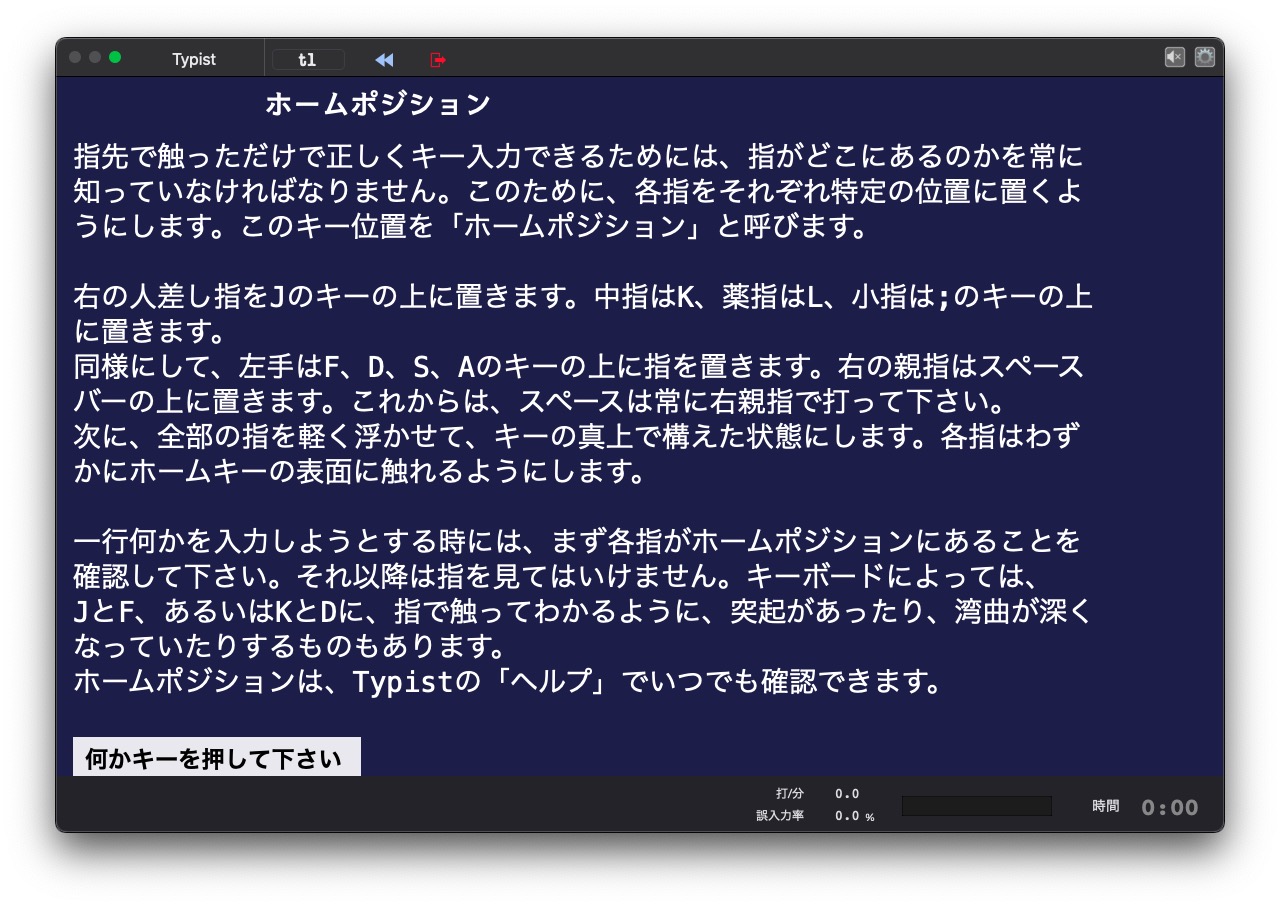 Typist
tl
ホームポジション
指先で触っただけで正しくキー入力できるためには、指がどこにあるのかを常に
知っていなければなりません。このために、各指をそれぞれ特定の位置に置くよ
うにします。このキー位置を「ホームポジション」と呼びます。
右の人差し指をJのキーの上に置きます。中指はK、薬指はL、小指は;のキーの上
に置きます。
同様にして、左手はF、D、S、Aのキーの上に指を置きます。右の親指はスペース
バーの上に置きます。これからは、スペースは常に右親指で打って下さい。
次に、全部の指を軽く浮かせて、キーの真上で構えた状態にします。各指はわず
かにホームキーの表面に触れるようにします。
一行何かを入力しようとする時には、まず各指がホームポジションにあることを
確認して下さい。それ以降は指を見てはいけません。キーボードによっては、
JとF、あるいはKとDに、指で触ってわかるように、突起があったり、湾曲が深く
なっていたりするものもあります。
ホームポジションは、Typistの「ヘルプ」でいつでも確認できます。
何かキーを押して下さい
打/分 0.0
誤入力率 0.0 %
時間 0:00